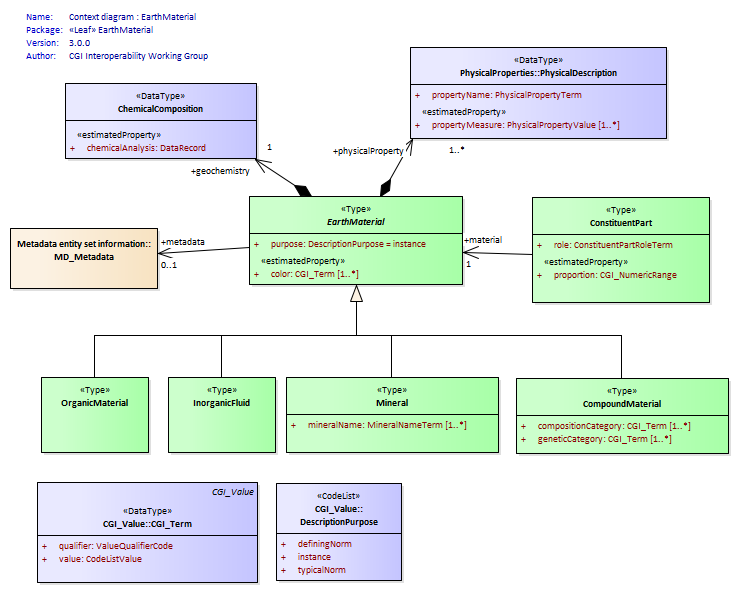 Name: Context diagram : EarthMaterial
Package: «Leaf» EarthMaterial
Version: 3.0.0
Author: CGI Interoperability Working Group
«DataType»
PhysicalProperties::PhysicalDescription
+ propertyName: PhysicalPropertyTerm
«estimatedProperty»
+ propertyMeasure: PhysicalPropertyValue [1..*]
«DataType»
ChemicalComposition
«estimatedProperty»
+ chemicalAnalysis: DataRecord
1
+geochemistry
+physicalProperty
1..*
«Type»
EarthMaterial
+ purpose: DescriptionPurpose = instance
«estimatedProperty»
+ color: CGI_Term [1..*]
«Type»
ConstituentPart
+ role: ConstituentPartRoleTerm
«estimatedProperty»
+ proportion: CGI_NumericRange
+material
1
Metadata entity set information::
MD_Metadata
+metadata
0..1
«Type»
OrganicMaterial
«Type»
InorganicFluid
«Type»
Mineral
+ mineralName: MineralNameTerm [1..*]
«Type»
CompoundMaterial
+ compositionCategory: CGI_Term [1..*]
+ geneticCategory: CGI_Term [1..*]
CGI_Value
«DataType»
CGI_Value::CGI_Term
+ qualifier: ValueQualifierCode
+ value: CodeListValue
«CodeList»
CGI_Value::
DescriptionPurpose
+ definingNorm
+ instance
+ typicalNorm